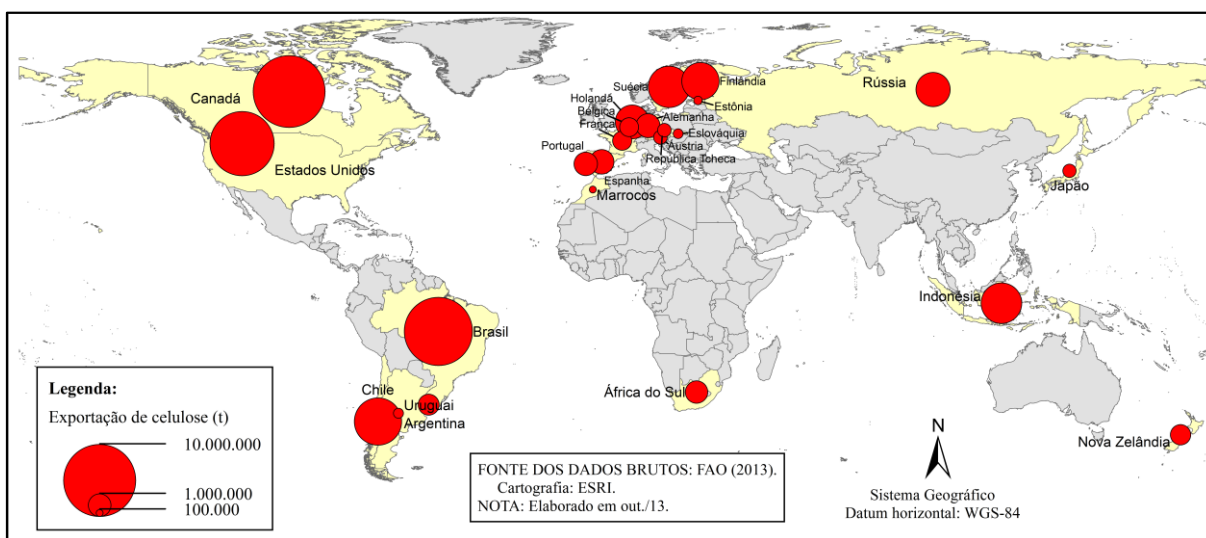 Canadá
Estados Unidos
Suécia
Finlândia
Estônia
Rússia
Holandá
Bélgica
França
Alemanha
Eslováquia
Áustria
República Tcheca
Portugal
Espanha
Marrocos
Japão
Indonésia
Brasil
Chile
Uruguai
Argentina
África do Sul
Nova Zelândia
Legenda:
Exportação de celulose (t)
10.000.000
1.000.000
100.000
FONTE DOS DADOS BRUTOS: FAO (2013).
Cartografia: ESRI.
NOTA: Elaborado em out./13.
N
Sistema Geográfico
Datum horizontal: WGS-84